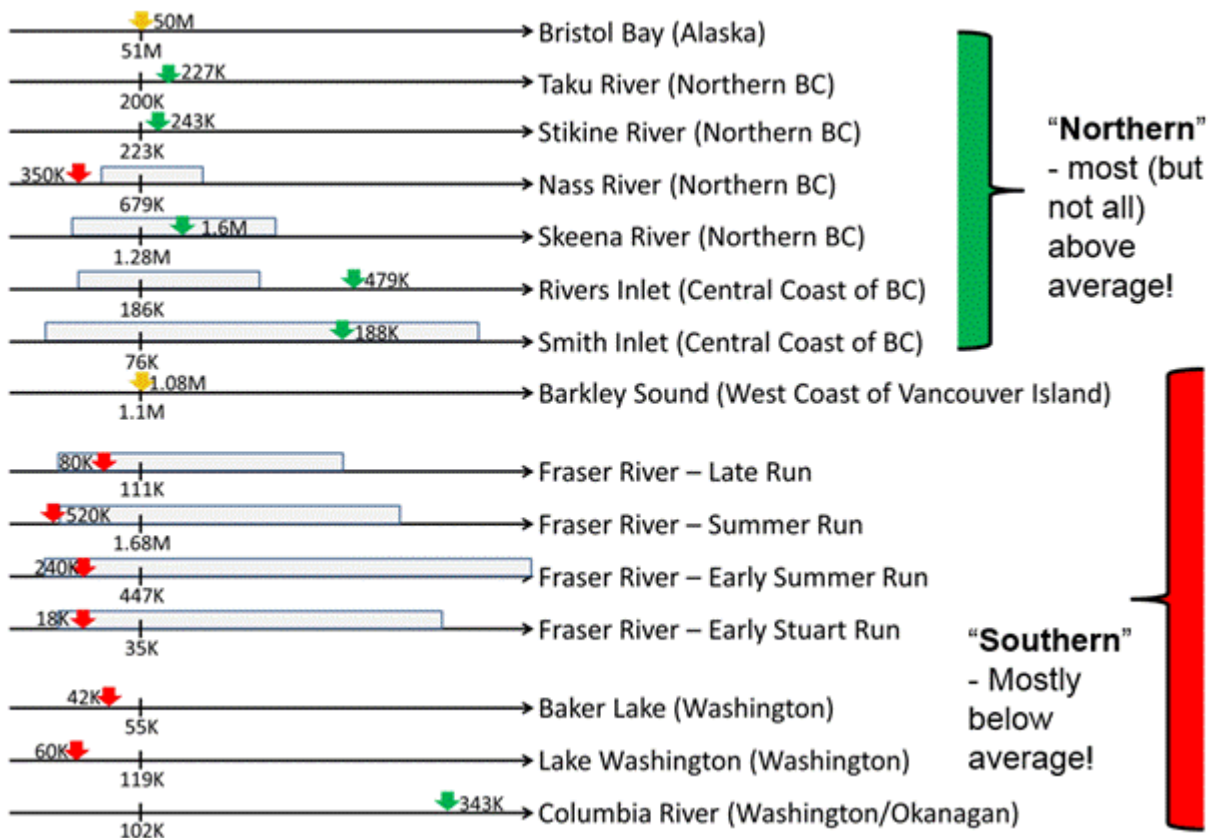 50M
Bristol Bay (Alaska)
51M
227K
Taku River (Northern BC)
200K
243K
Stikine River (Northern BC)
223K
350K
Nass River (Northern BC)
679K
1.6M
Skeena River (Northern BC)
1.28M
479K
Rivers Inlet (Central Coast of BC)
186K
188K
Smith Inlet (Central Coast of BC)
76K
1.08M
Barkley Sound (West Coast of Vancouver Island)
1.1M
80K
Fraser River – Late Run
111K
520K
Fraser River – Summer Run
1.68M
240K
Fraser River – Early Summer Run
447K
18K
Fraser River – Early Stuart Run
35K
42K
Baker Lake (Washington)
55K
60K
Lake Washington (Washington)
119K
343K
Columbia River (Washington/Okanagan)
102K
“Northern”
- most (but
not all)
above
average!
“Southern”
- Mostly
below
average!